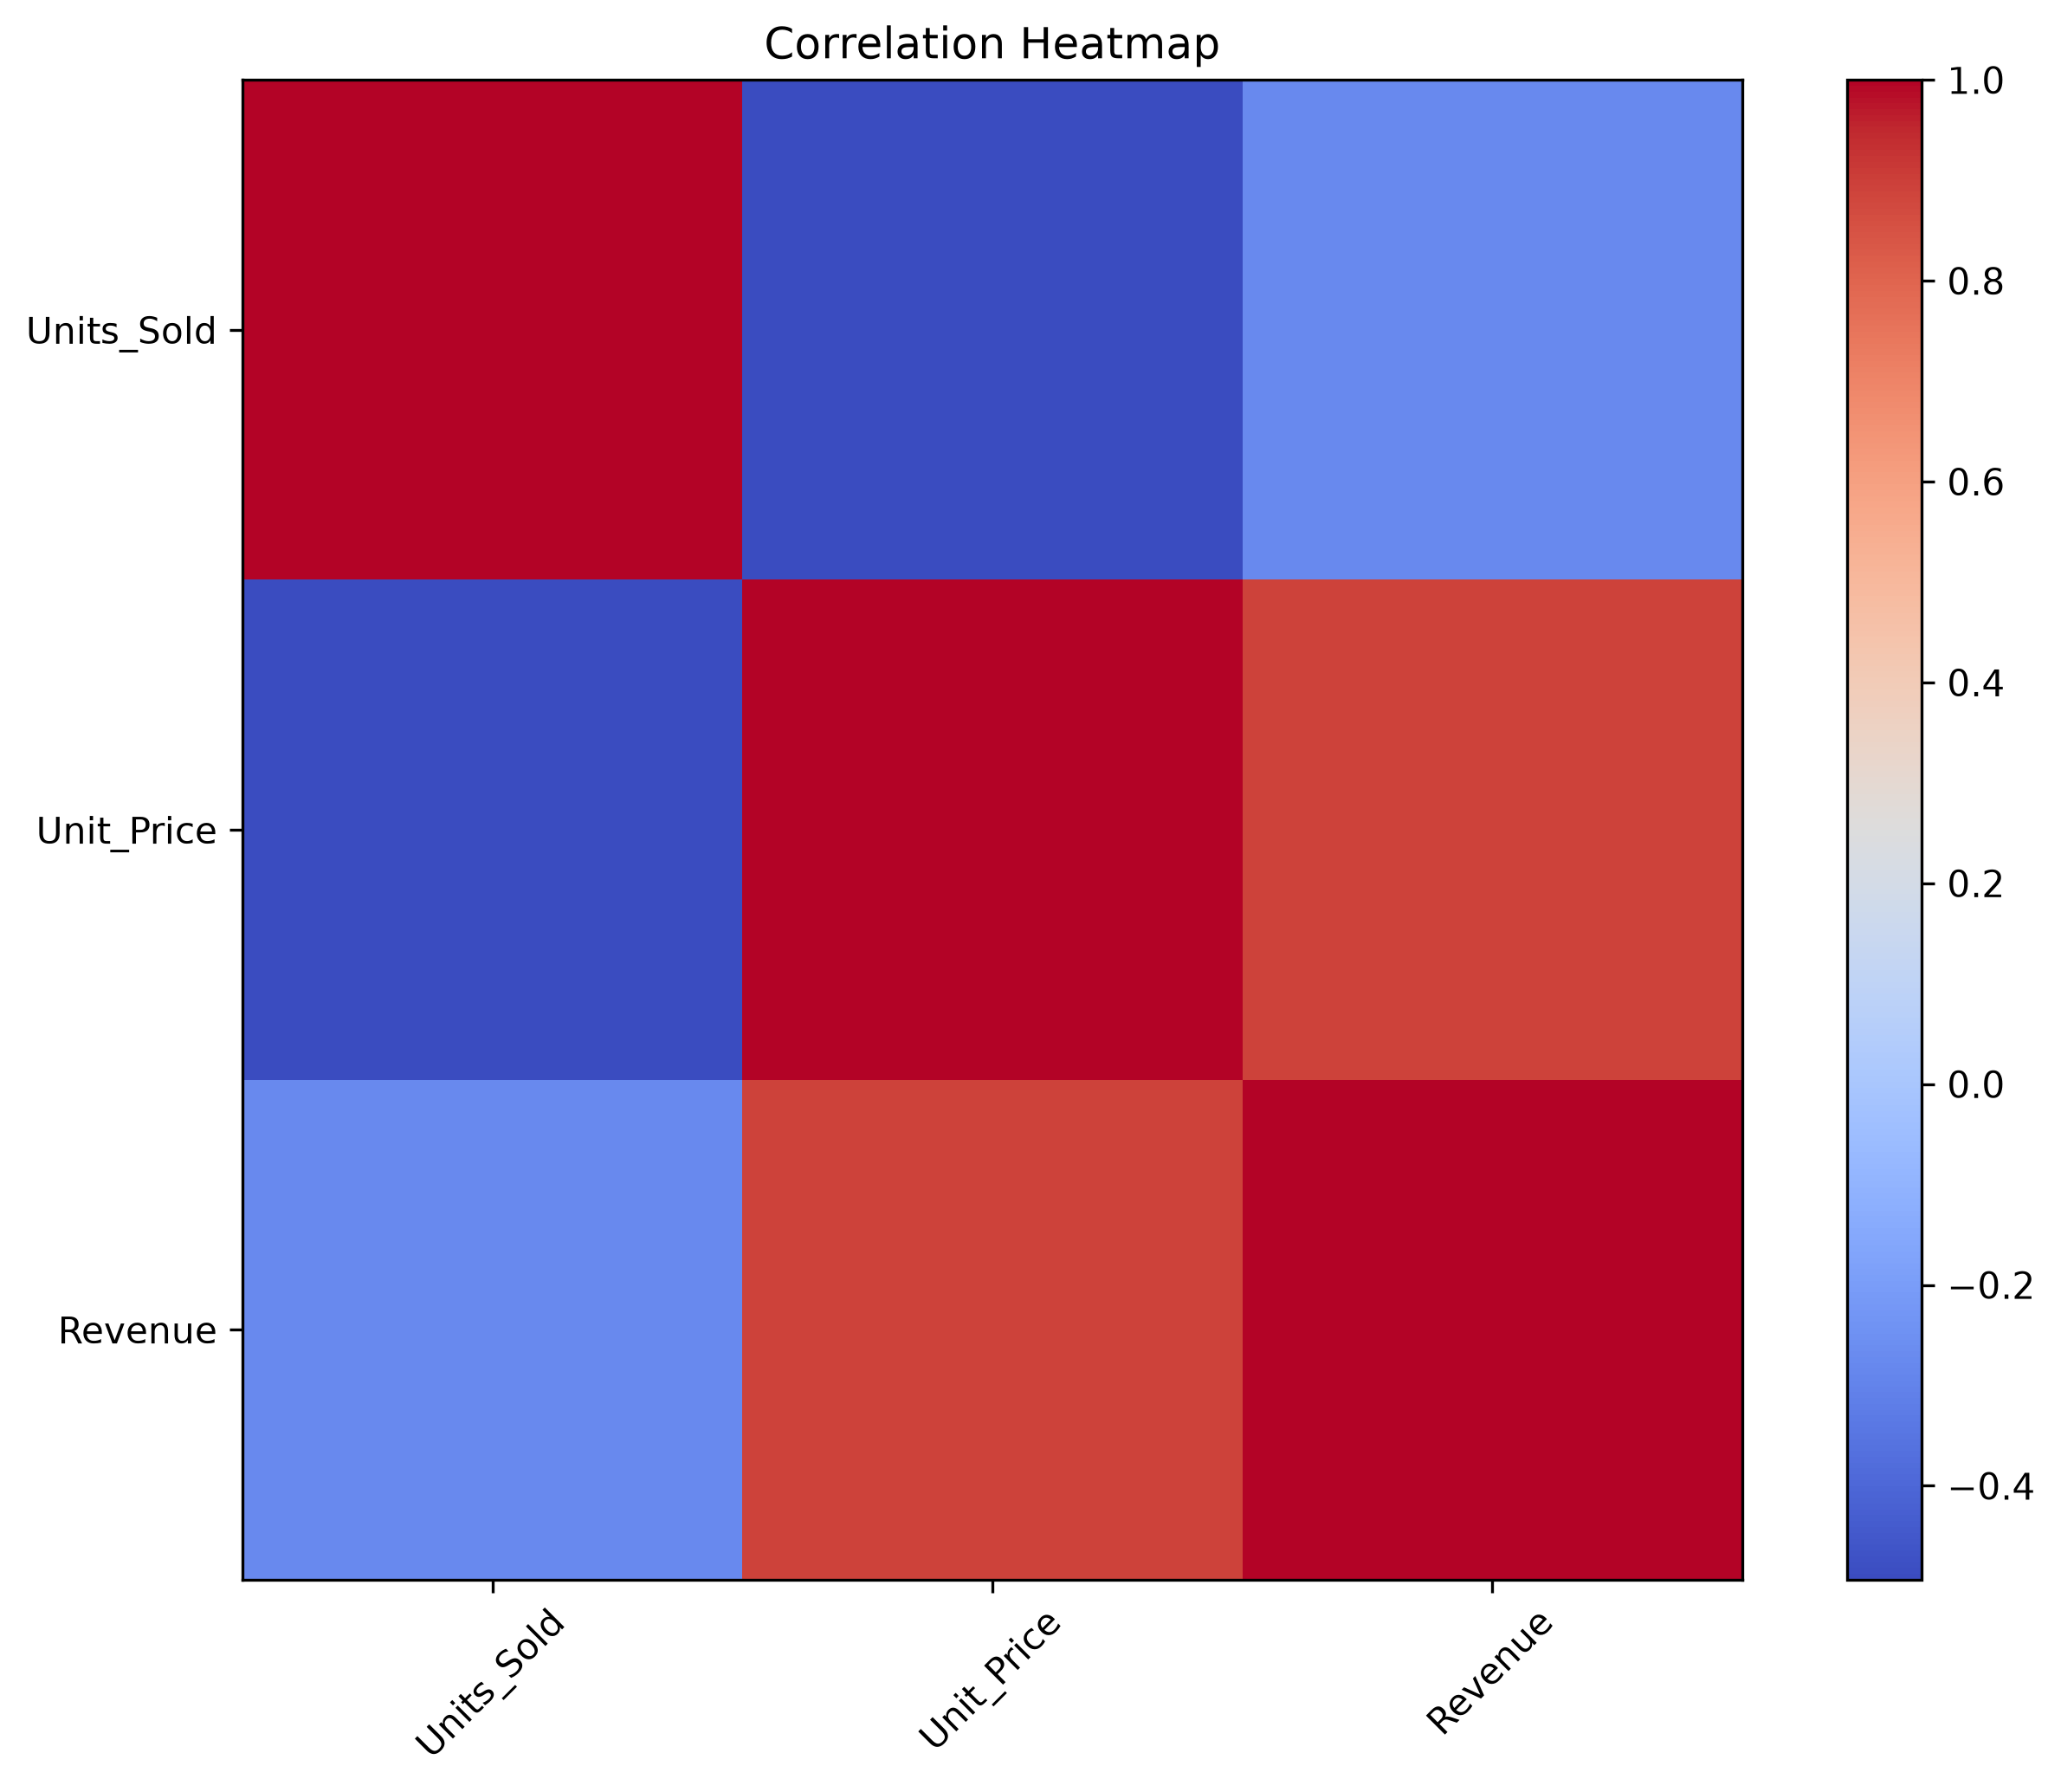 Correlation Heatmap
Units_Sold
Unit_Price
Revenue
Units_Sold
Unit_Price
Revenue
1.0
0.8
0.6
0.4
0.2
0.0
−0.2
−0.4